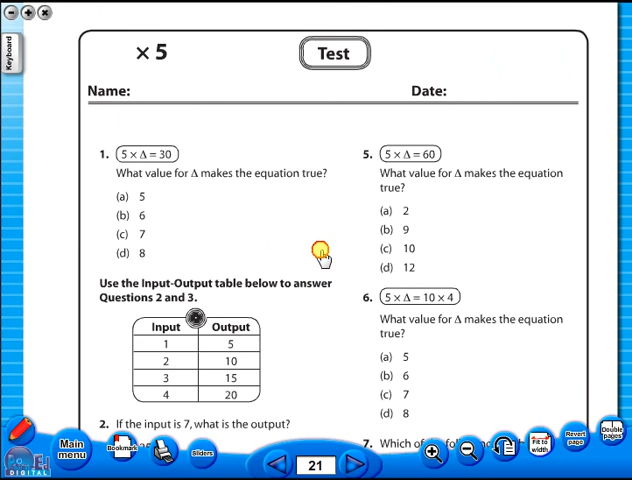 Keyboard
× 5
Test
Name:
Date:
1. 5 × Δ = 30
What value for Δ makes the equation true?
(a) 5
(b) 6
(c) 7
(d) 8
Use the Input-Output table below to answer
Questions 2 and 3.
Input Output
1 5
2 10
3 15
4 20
2. If the input is 7, what is the output?
5. 5 × Δ = 60
What value for Δ makes the equation
true?
(a) 2
(b) 9
(c) 10
(d) 12
6. 5 × Δ = 10 × 4
What value for Δ makes the equation
true?
(a) 5
(b) 6
(c) 7
(d) 8
7. Which of
Main
menu
Bookmark
Sliders
21
Fit to
width
Revert
page
Double
pages
DIGITAL